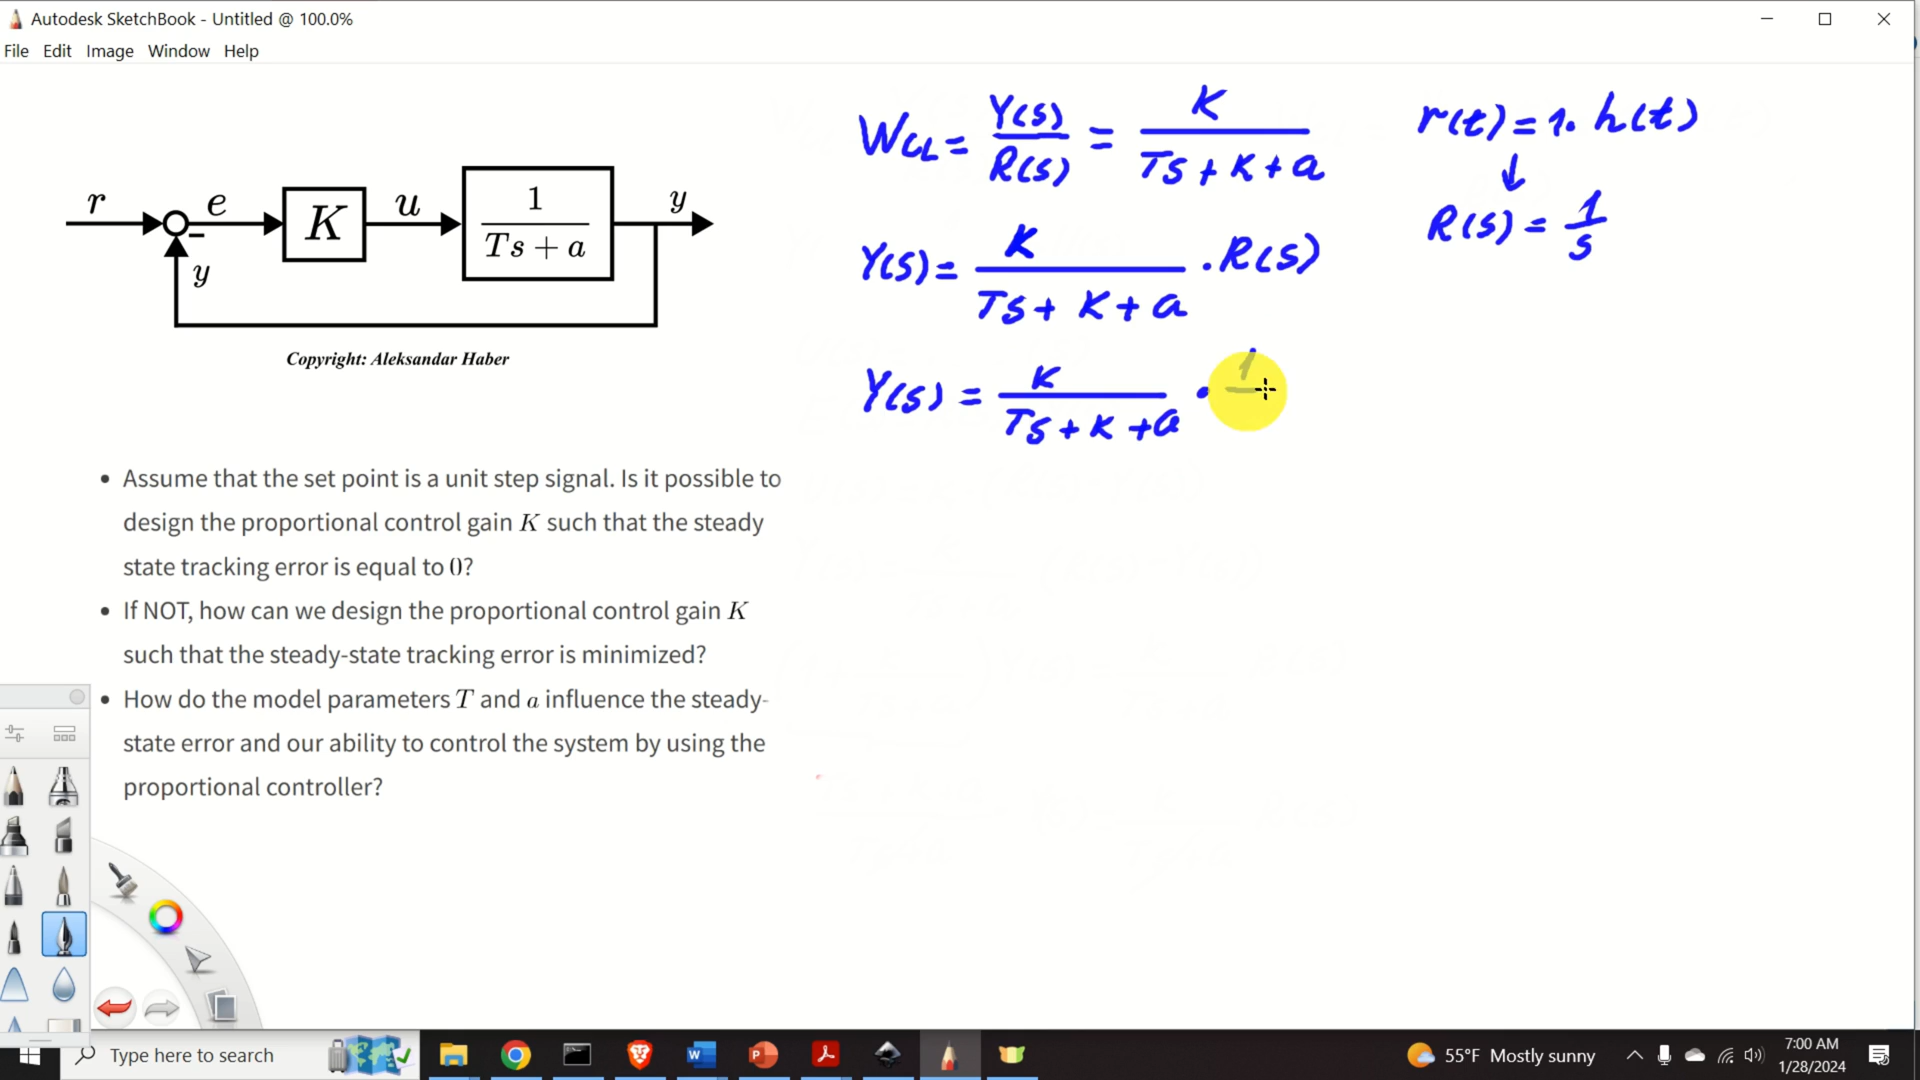 Autodesk SketchBook - Untitled @ 100.0%
File Edit Image Window Help
r e K u 1 y
Ts + a
y
Copyright: Aleksandar Haber
W_CL = Y(s)/R(s) = K/(Ts + K + a)
r(t) = 1 · h(t)
↓
R(s) = 1/s
Y(s) = K/(Ts + K + a) · R(s)
Y(s) = K/(Ts + K + a) · 1
• Assume that the set point is a unit step signal. Is it possible to
design the proportional control gain K such that the steady
state tracking error is equal to 0?
• If NOT, how can we design the proportional control gain K
such that the steady-state tracking error is minimized?
• How do the model parameters T and a influence the steady-
state error and our ability to control the system by using the
proportional controller?
Type here to search
55°F Mostly sunny
7:00 AM
1/28/2024